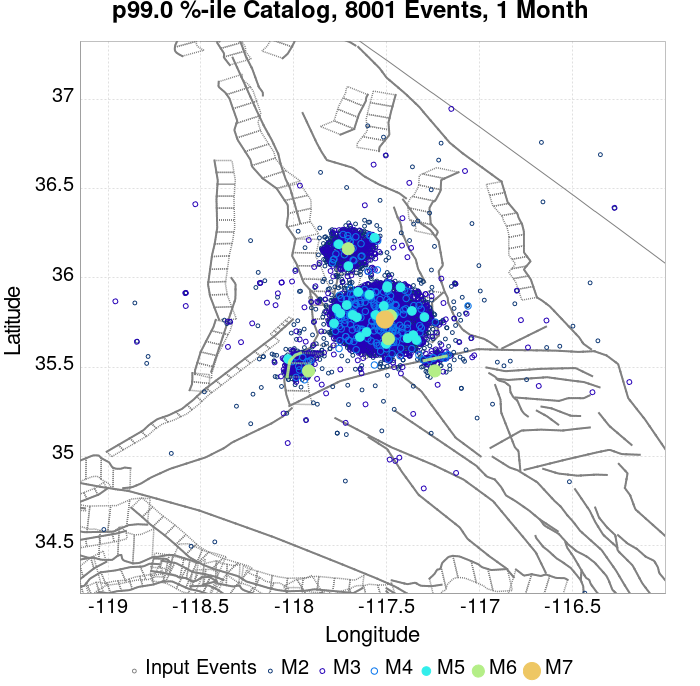 p99.0 %-ile Catalog, 8001 Events, 1 Month
Latitude
37
36.5
36
35.5
35
34.5
-119 -118.5 -118 -117.5 -117 -116.5
Longitude
Input Events M2 M3 M4 M5 M6 M7